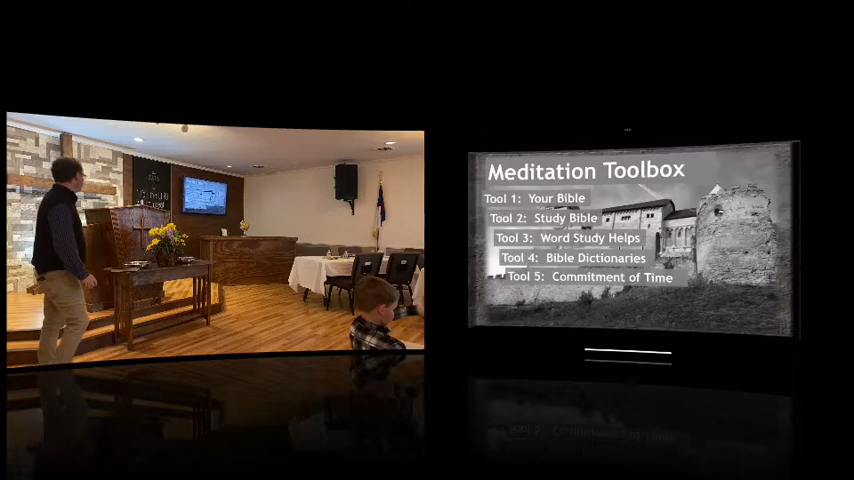 Meditation Toolbox
Tool 1: Your Bible
Tool 2: Study Bible
Tool 3: Word Study Helps
Tool 4: Bible Dictionaries
Tool 5: Commitment of Time